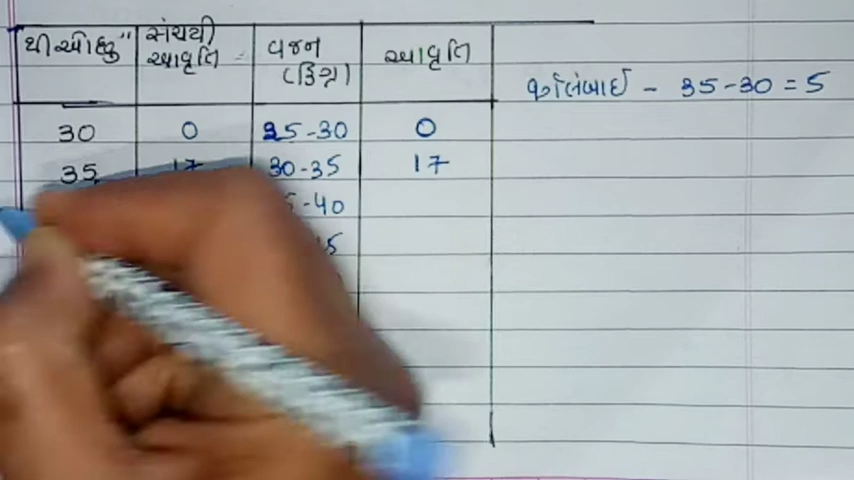 થી ઓછુ" સંચયી આવૃતિ વજન (કિગ્રા) આવૃતિ
વર્ગલંબાઈ - 35-30 = 5
30 0 25-30 0
35 17 30-35 17
-40